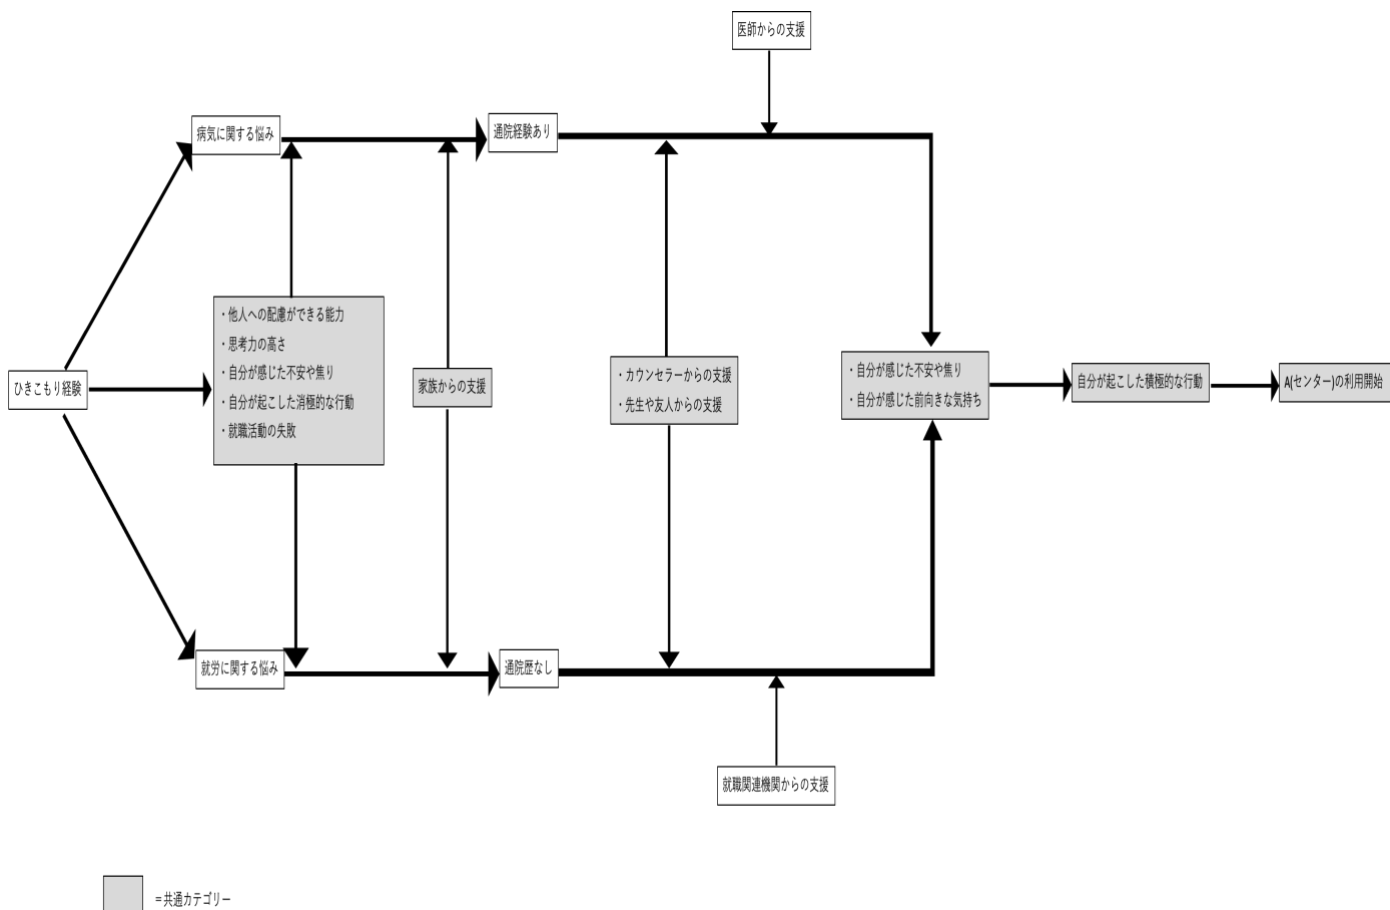 医師からの支援
病気に関する悩み
通院経験あり
・他人への配慮ができる能力
・思考力の高さ
・自分が感じた不安や焦り
・自分が起こした消極的な行動
・就職活動の失敗
ひきこもり経験
家族からの支援
・カウンセラーからの支援
・先生や友人からの支援
・自分が感じた不安や焦り
・自分が感じた前向きな気持ち
自分が起こした積極的な行動
A(センター)の利用開始
就労に関する悩み
通院歴なし
就職関連機関からの支援
=共通カテゴリー